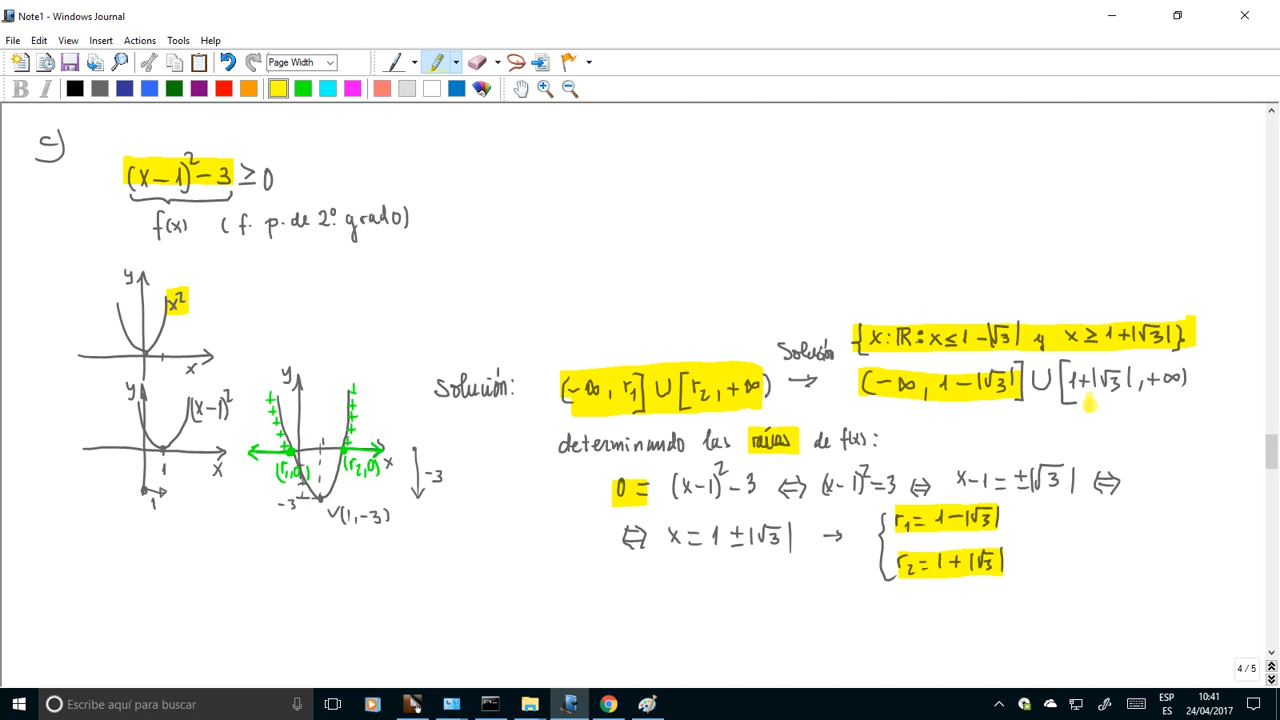 Note1 - Windows Journal
File Edit View Insert Actions Tools Help
Page Width
B I
c)
(x-1)² - 3 ≥ 0
f(x) (f. p. de 2º grado)
y
x²
x
y
(x-1)²
1
x
1
y
(r₁,0)
(r₂,0)
x
-3
-3
V(1,-3)
Solución: (-∞, r₁] ∪ [r₂, +∞) → Solución
{x: ℝ: x ≤ 1-|√3| y x ≥ 1+|√3|}
(-∞, 1-|√3|] ∪ [1+|√3|, +∞)
determinando las raíces de f(x):
0 = (x-1)² - 3 ⇔ (x-1)² = 3 ⇔ x-1 = ±|√3| ⇔
⇔ x = 1 ± |√3| → { r₁ = 1-|√3|
r₂ = 1+|√3|
4 / 5
Escribe aquí para buscar
ESP
ES
10:41
24/04/2017